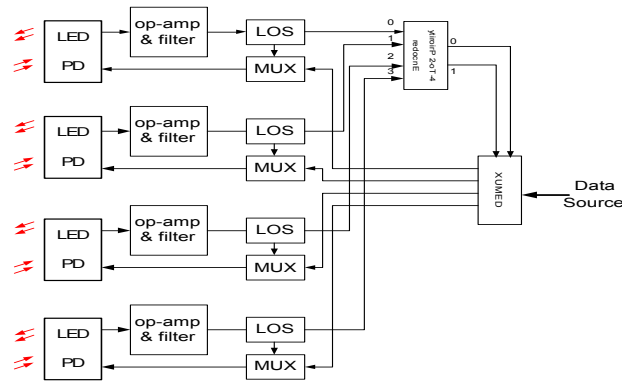 LED
PD
op-amp
& filter
LOS
MUX
0
1
2
3
4-To-2 Priority
Encoder
0
1
LED
PD
op-amp
& filter
LOS
MUX
DEMUX
Data
Source
LED
PD
op-amp
& filter
LOS
MUX
LED
PD
op-amp
& filter
LOS
MUX